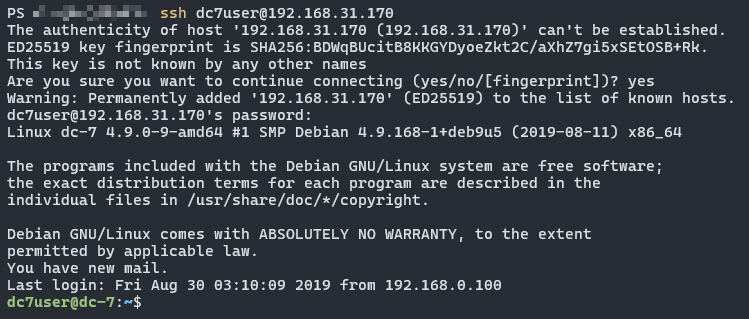 PS ssh dc7user@192.168.31.170
The authenticity of host '192.168.31.170 (192.168.31.170)' can't be established.
ED25519 key fingerprint is SHA256:BDWqBUcitB8KKGYDyoeZkt2C/aXhZ7gi5xSEtOSB+Rk.
This key is not known by any other names
Are you sure you want to continue connecting (yes/no/[fingerprint])? yes
Warning: Permanently added '192.168.31.170' (ED25519) to the list of known hosts.
dc7user@192.168.31.170's password:
Linux dc-7 4.9.0-9-amd64 #1 SMP Debian 4.9.168-1+deb9u5 (2019-08-11) x86_64
The programs included with the Debian GNU/Linux system are free software;
the exact distribution terms for each program are described in the
individual files in /usr/share/doc/*/copyright.
Debian GNU/Linux comes with ABSOLUTELY NO WARRANTY, to the extent
permitted by applicable law.
You have new mail.
Last login: Fri Aug 30 03:10:09 2019 from 192.168.0.100
dc7user@dc-7:~$